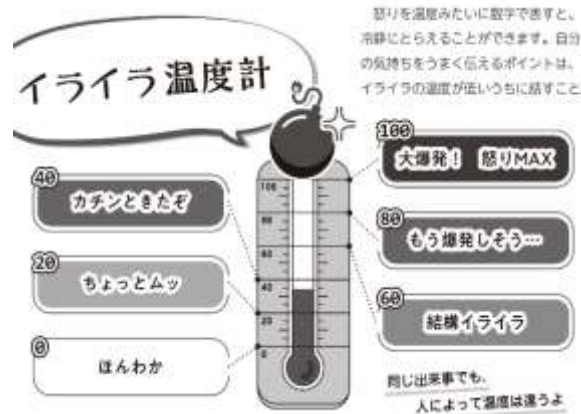 怒りを温度みたいに数字で表すと、
冷静にとらえることができます。自分
の気持ちをうまく伝えるポイントは、
イライラの温度が低いうちに話すこと
イライラ温度計
100
大爆発! 怒りMAX
40
カチンときたぞ
80
もう爆発しそう…
20
ちょっとムッ
60
結構イライラ
0
ほんわか
100
80
60
40
20
0
同じ出来事でも、
人によって温度は違うよ